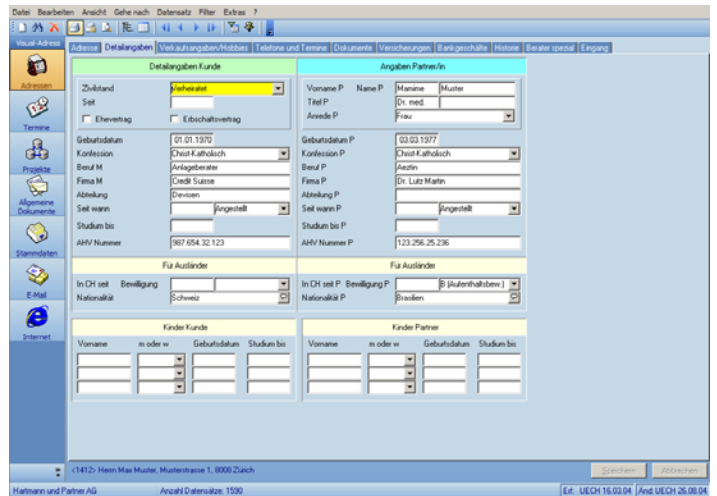 Datei Bearbeiten Ansicht Gehe nach Datensatz Filter Extras ?
Visual-Adress
Adresse Detailangaben Verkaufsangaben/Hobbies Telefone und Termine Dokumente Versicherungen Bankgeschäfte Historie Berater spezial Eingang
Adressen
Termine
Projekte
Allgemeine Dokumente
Stammdaten
E-Mail
Internet
Detailangaben Kunde
Zivilstand verheiratet
Seit
Ehevertrag Erbschaftsvertrag
Geburtsdatum 01.01.1970
Konfession Christ-Katholisch
Beruf M Anlageberater
Firma M Credit Suisse
Abteilung Devisen
Seit wann Angestellt
Studium bis
AHV Nummer 987.654.32.123
Für Ausländer
In CH seit Bewilligung
Nationalität Schweiz
Kinder Kunde
Vorname m oder w Geburtsdatum Studium bis
Angaben Partner/in
Vorname P Name P Mamime Muster
Titel P Dr. med.
Anrede P Frau
Geburtsdatum P 03.03.1977
Konfession P Christ-Katholisch
Beruf P Aeztin
Firma P Dr. Lutz Martin
Abteilung P
Seit wann P Angestellt
Studium bis P
AHV Nummer P 123.256.25.236
Für Ausländer
In CH seit P Bewilligung P B (Aufenthaltsbew.)
Nationalität P Brasilien
Kinder Partner
Vorname m oder w Geburtsdatum Studium bis
<1412> Herrn Max Muster, Musterstrasse 1, 8000 Zürich
Speichern Abbrechen
Hartmann und Partner AG Anzahl Datensätze: 1590 Erf: UECH 16.03.04 Änd: UECH 26.08.04